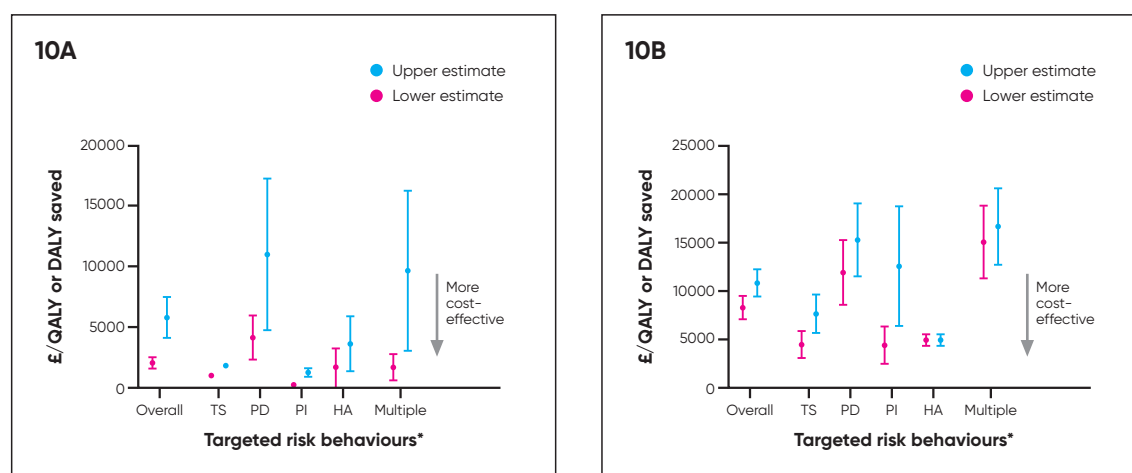 10A
Upper estimate
Lower estimate
£/QALY or DALY saved
20000
15000
10000
5000
0
More
cost-
effective
Overall TS PD PI HA Multiple
Targeted risk behaviours*
10B
Upper estimate
Lower estimate
£/QALY or DALY saved
25000
20000
15000
10000
5000
0
More
cost-
effective
Overall TS PD PI HA Multiple
Targeted risk behaviours*